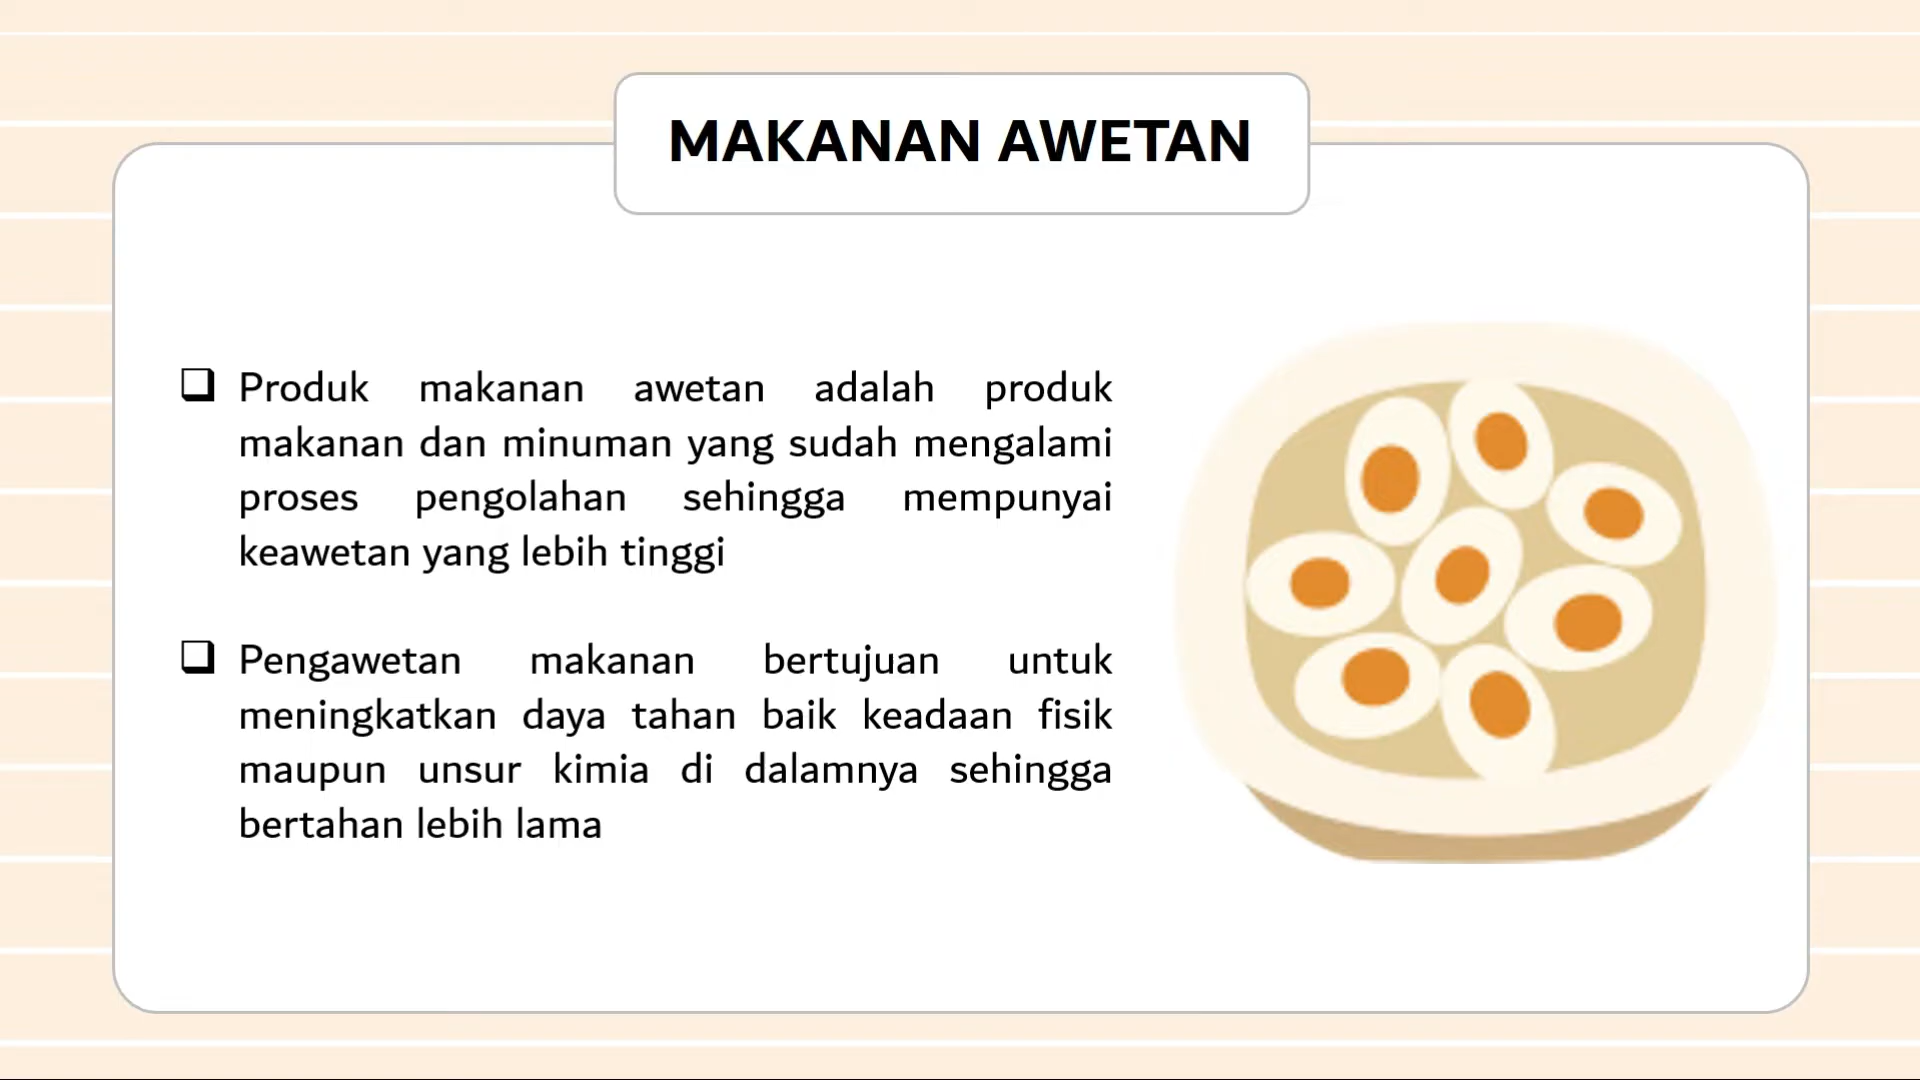 MAKANAN AWETAN
Produk makanan awetan adalah produk
makanan dan minuman yang sudah mengalami
proses pengolahan sehingga mempunyai
keawetan yang lebih tinggi
Pengawetan makanan bertujuan untuk
meningkatkan daya tahan baik keadaan fisik
maupun unsur kimia di dalamnya sehingga
bertahan lebih lama